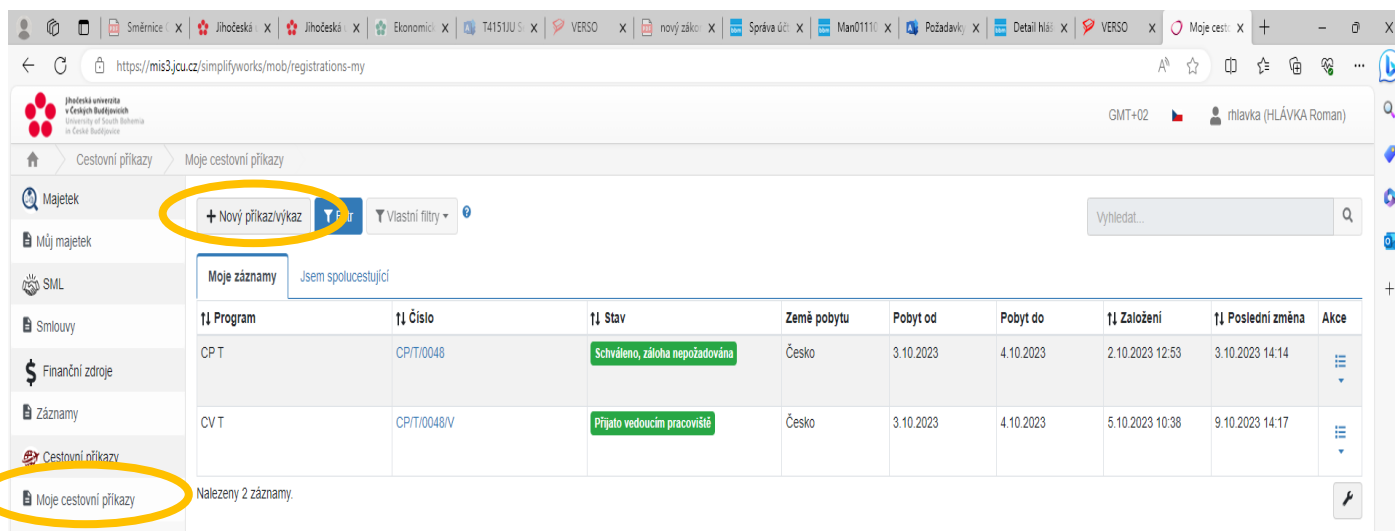 Směrnice
Jihočeská
Jihočeská
Ekonomick
T4151JU S
VERSO
nový záko
Správa účt
Man01110
Požadavky
Detail hláš
VERSO
Moje cesto
https://mis3.jcu.cz/simplifyworks/mob/registrations-my
Jihočeská univerzita
v Českých Budějovicích
University of South Bohemia
in České Budějovice
GMT+02
rhlavka (HLÁVKA Roman)
Cestovní příkazy
Moje cestovní příkazy
Majetek
Můj majetek
SML
Smlouvy
Finanční zdroje
Záznamy
Cestovní příkazy
Moje cestovní příkazy
+ Nový příkaz/výkaz
Vlastní filtry
Vyhledat...
Moje záznamy
Jsem spolucestující
Program Číslo Stav Země pobytu Pobyt od Pobyt do Založení Poslední změna Akce
CP T CP/T/0048 Schváleno, záloha nepožadována Česko 3.10.2023 4.10.2023 2.10.2023 12:53 3.10.2023 14:14
CV T CP/T/0048/V Přijato vedoucím pracoviště Česko 3.10.2023 4.10.2023 5.10.2023 10:38 9.10.2023 14:17
Nalezeny 2 záznamy.